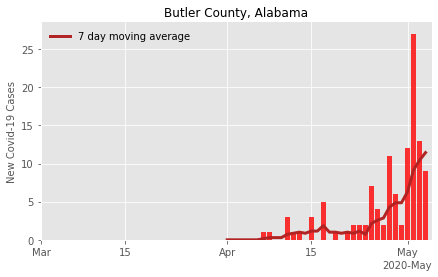 Butler County, Alabama
7 day moving average
New Covid-19 Cases
25
20
15
10
5
0
Mar
15
Apr
15
May
2020-May